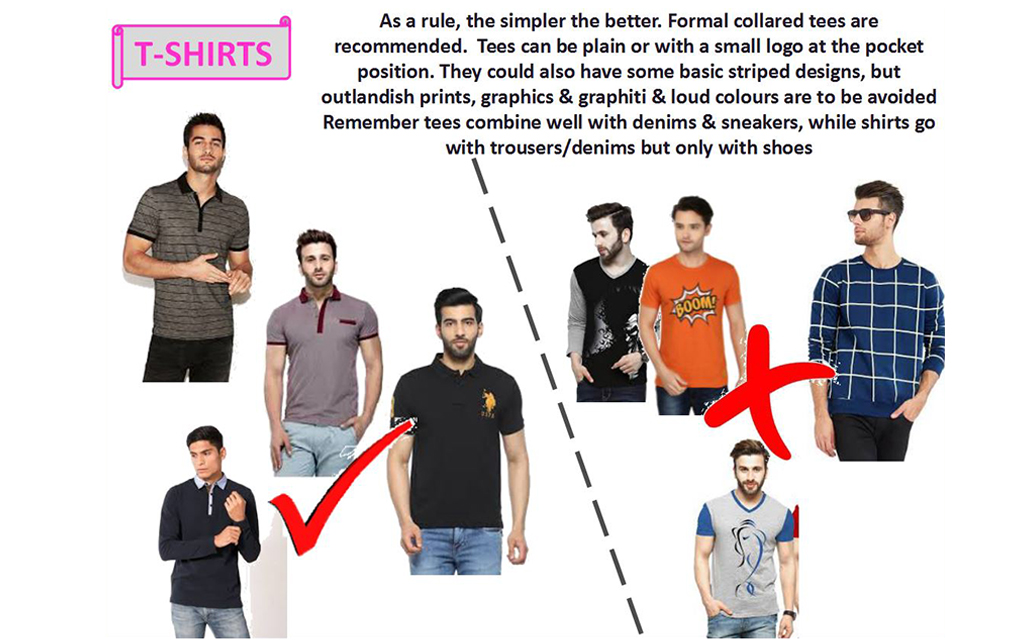 T-SHIRTS
As a rule, the simpler the better. Formal collared tees are
recommended.  Tees can be plain or with a small logo at the pocket
position. They could also have some basic striped designs, but
outlandish prints, graphics & graphiti & loud colours are to be avoided
Remember tees combine well with denims & sneakers, while shirts go
with trousers/denims but only with shoes
BOOM!